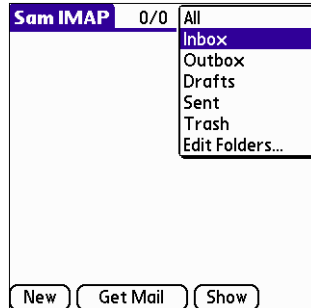 Sam IMAP 0/0 All
Inbox
Outbox
Drafts
Sent
Trash
Edit Folders...
New Get Mail Show